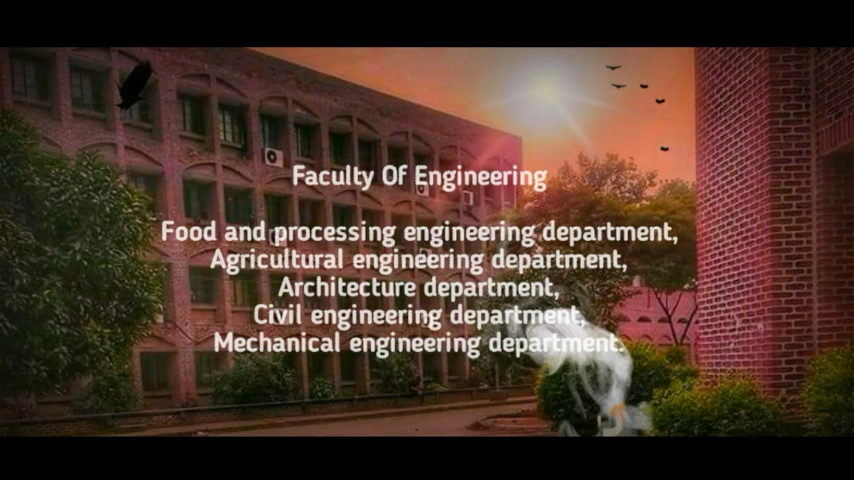 Faculty Of Engineering
Food and processing engineering department,
Agricultural engineering department,
Architecture department,
Civil engineering department,
Mechanical engineering department.